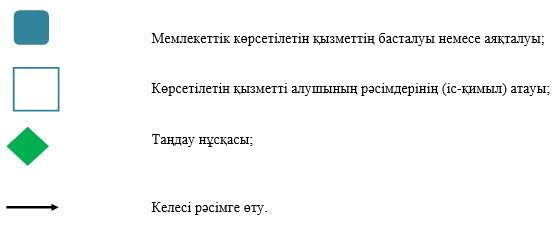 Мемлекеттік көрсетілетін қызметтің басталуы немесе аяқталуы;
Көрсетілетін қызметті алушының рәсімдерінің (іс-қимыл) атауы;
Таңдау нұсқасы;
Келесі рәсімге өту.